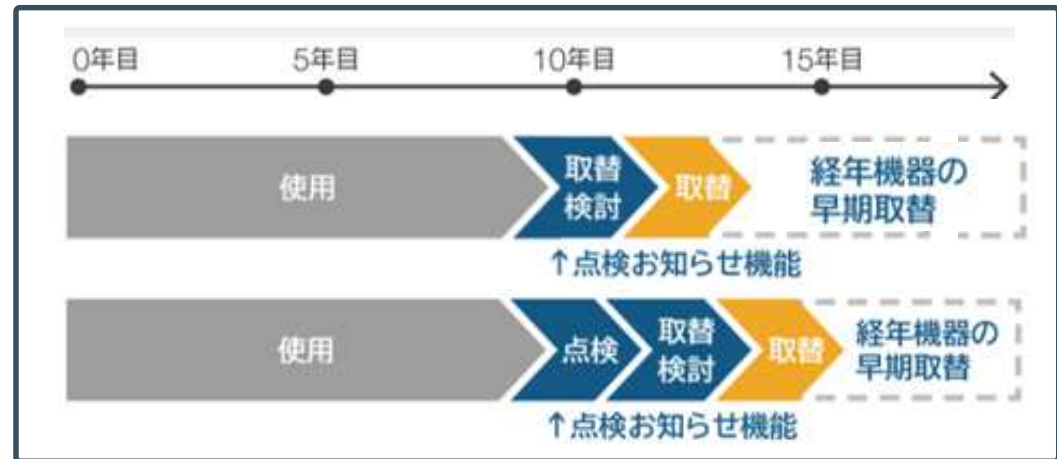 0年目 5年目 10年目 15年目
使用
取替
検討
取替
経年機器の
早期取替
↑点検お知らせ機能
使用
点検
取替
検討
取替
経年機器の
早期取替
↑点検お知らせ機能